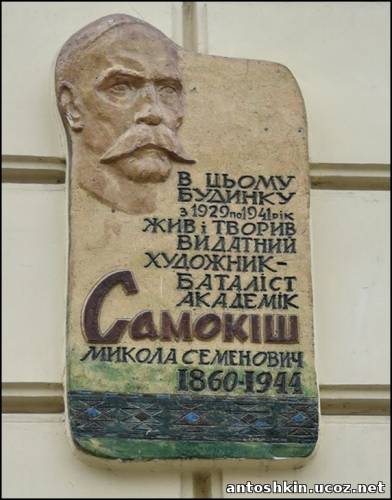 В ЦЬОМУ
БУДИНКУ
з 1929 по 1941 рік
ЖИВ і ТВОРИВ
ВИДАТНИЙ
ХУДОЖНИК-
БАТАЛІСТ
АКАДЕМІК
САМОКІШ
МИКОЛА СЕМЕНОВИЧ
1860-1944
antoshkin.ucoz.net